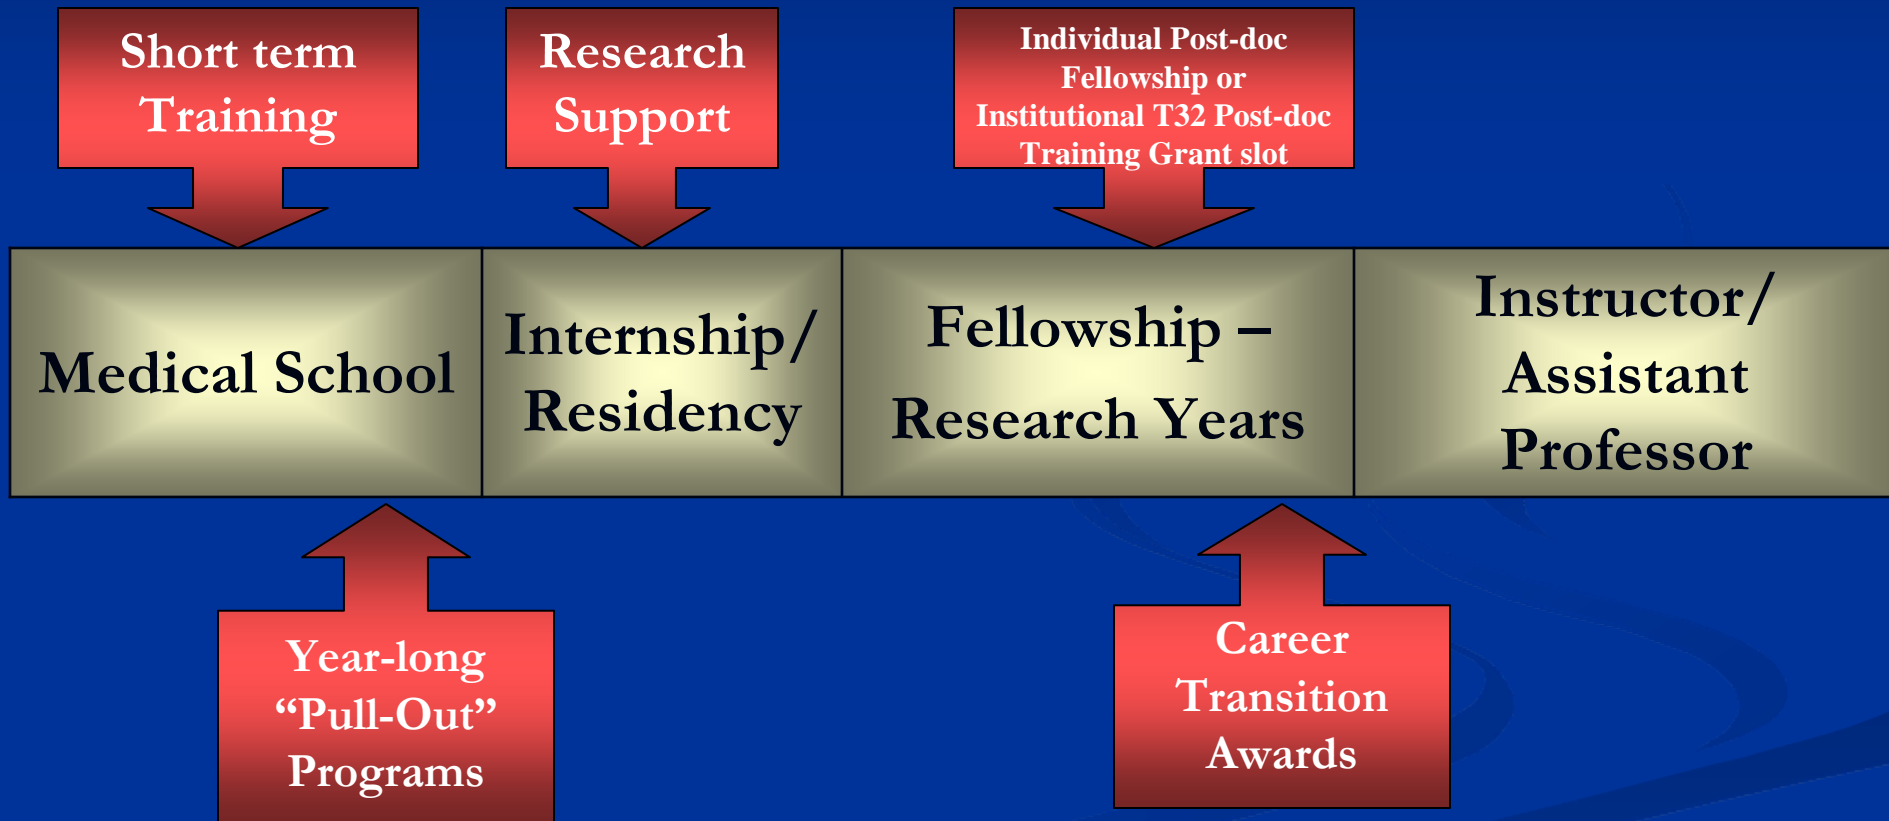 Short term
Training
Research
Support
Individual Post-doc
Fellowship or
Institutional T32 Post-doc
Training Grant slot
Medical School
Internship/
Residency
Fellowship –
Research Years
Instructor/
Assistant
Professor
Year-long
“Pull-Out”
Programs
Career
Transition
Awards